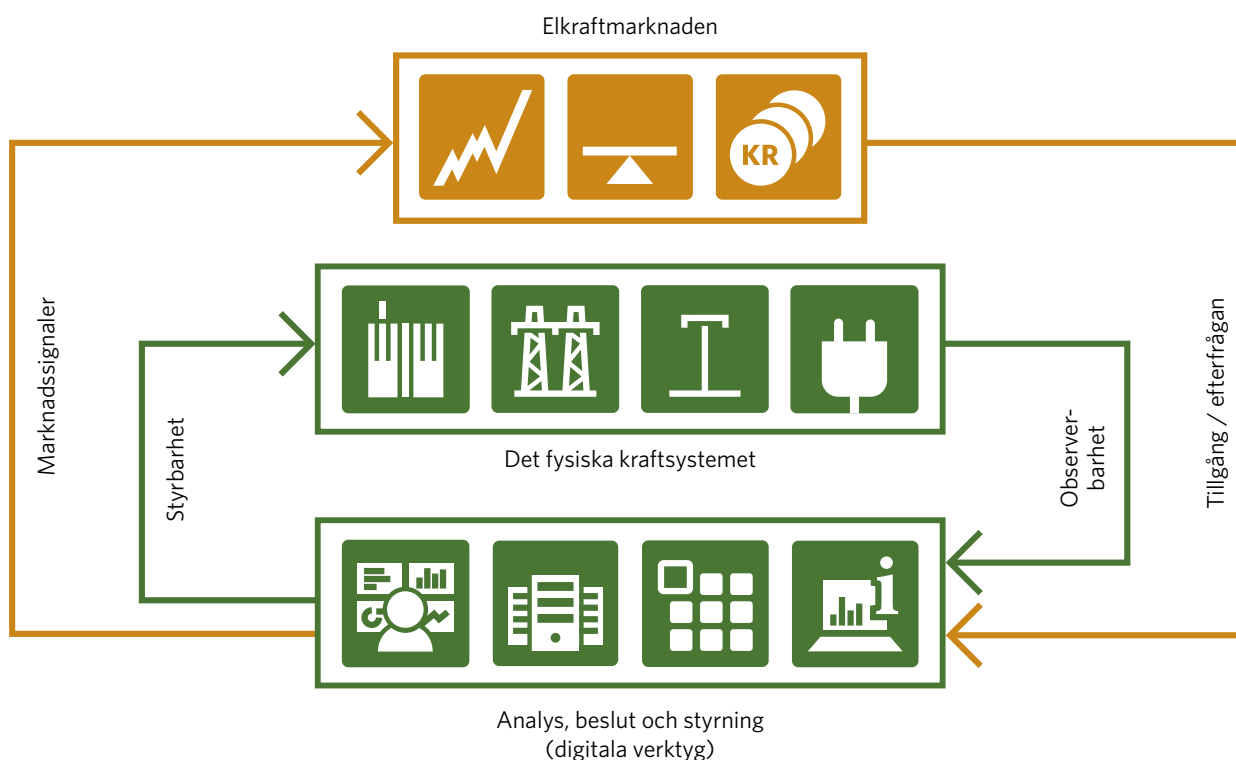 Elkraftmarknaden
KR
Marknadssignaler
Styrbarhet
Det fysiska kraftsystemet
Observer-
barhet
Tillgång / efterfrågan
Analys, beslut och styrning
(digitala verktyg)